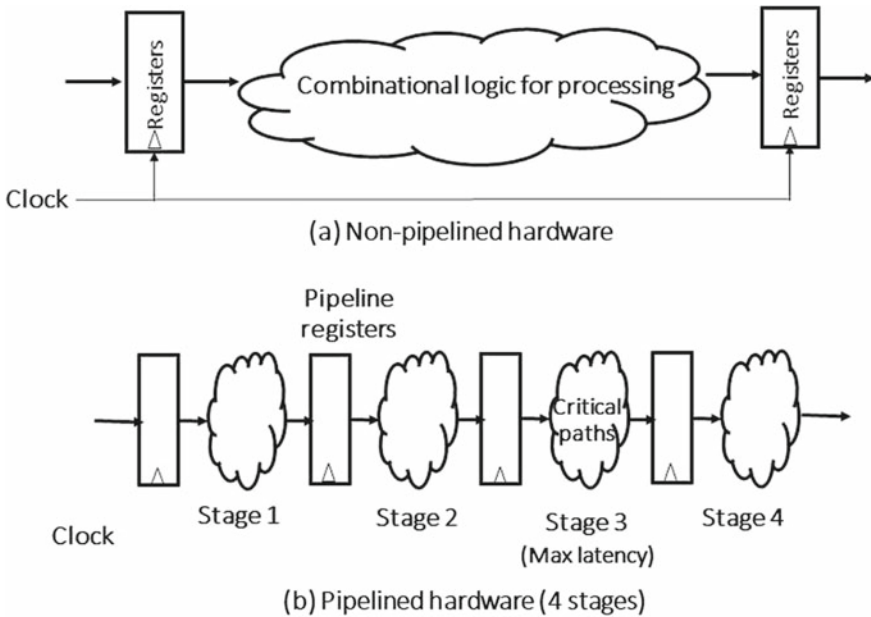 Registers
Combinational logic for processing
Registers
Clock
(a) Non-pipelined hardware
Pipeline
registers
Critical
paths
Stage 1
Stage 2
Stage 3
(Max latency)
Stage 4
Clock
(b) Pipelined hardware (4 stages)